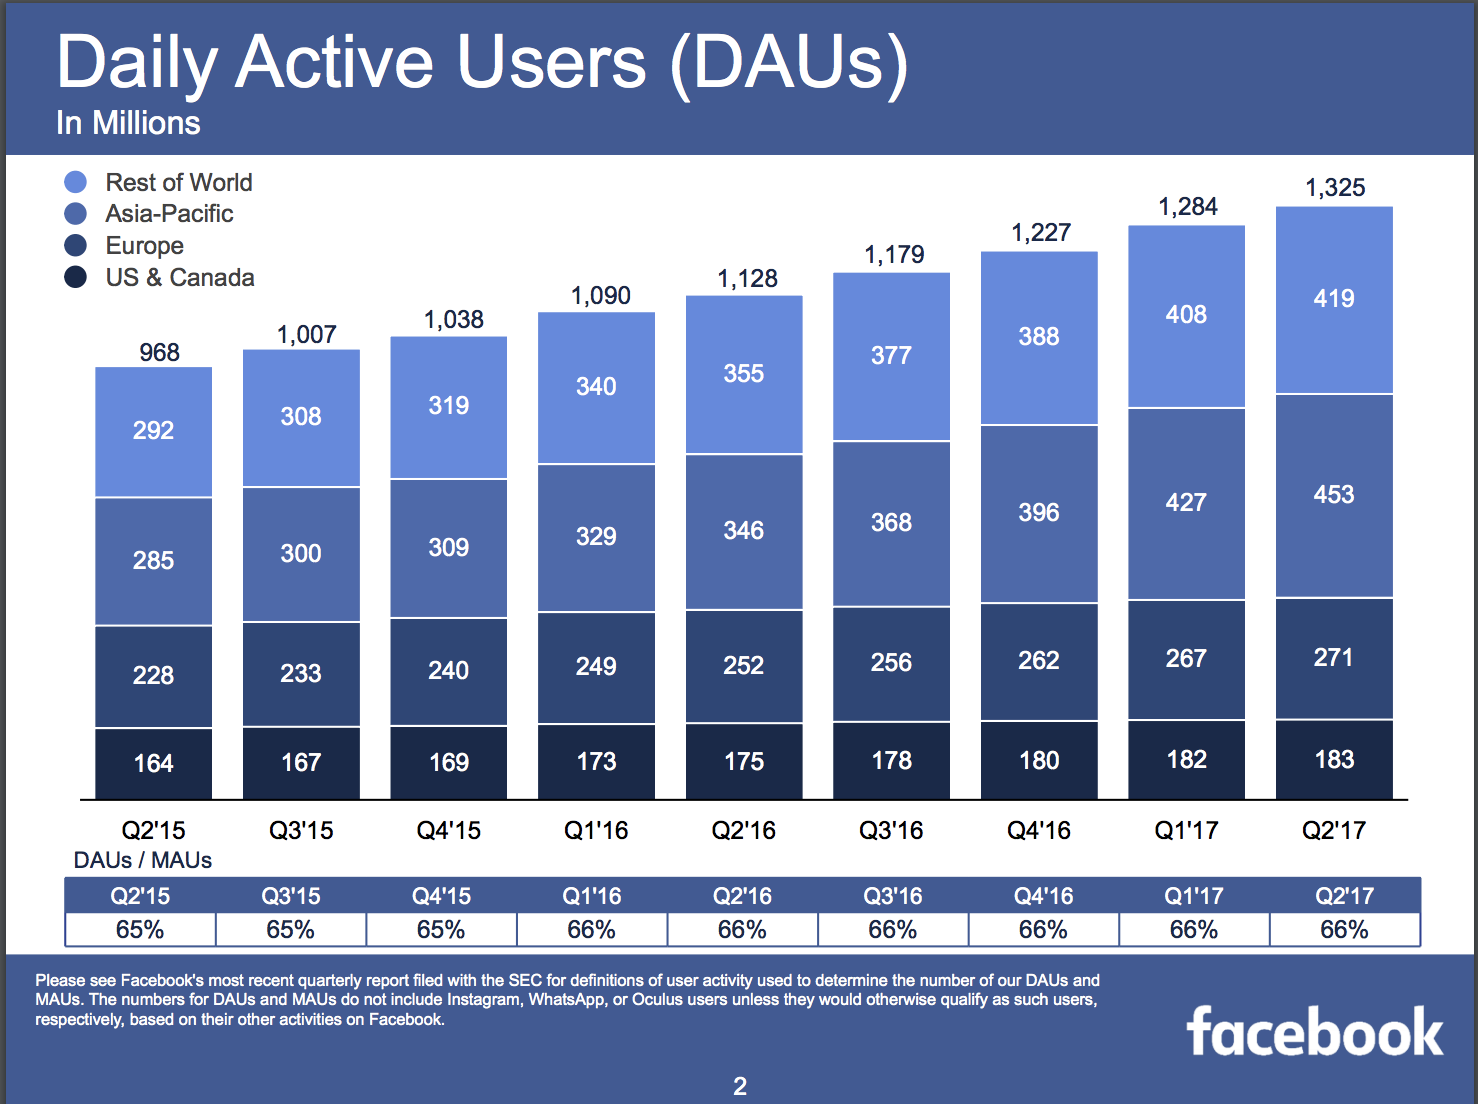 Daily Active Users (DAUs)
In Millions
Rest of World
Asia-Pacific
Europe
US & Canada
968 1,007 1,038 1,090 1,128 1,179 1,227 1,284 1,325
292 308 319 340 355 377 388 408 419
285 300 309 329 346 368 396 427 453
228 233 240 249 252 256 262 267 271
164 167 169 173 175 178 180 182 183
Q2'15 Q3'15 Q4'15 Q1'16 Q2'16 Q3'16 Q4'16 Q1'17 Q2'17
DAUs / MAUs
Q2'15 Q3'15 Q4'15 Q1'16 Q2'16 Q3'16 Q4'16 Q1'17 Q2'17
65% 65% 65% 66% 66% 66% 66% 66% 66%
Please see Facebook's most recent quarterly report filed with the SEC for definitions of user activity used to determine the number of our DAUs and
MAUs. The numbers for DAUs and MAUs do not include Instagram, WhatsApp, or Oculus users unless they would otherwise qualify as such users,
respectively, based on their other activities on Facebook.
facebook
2